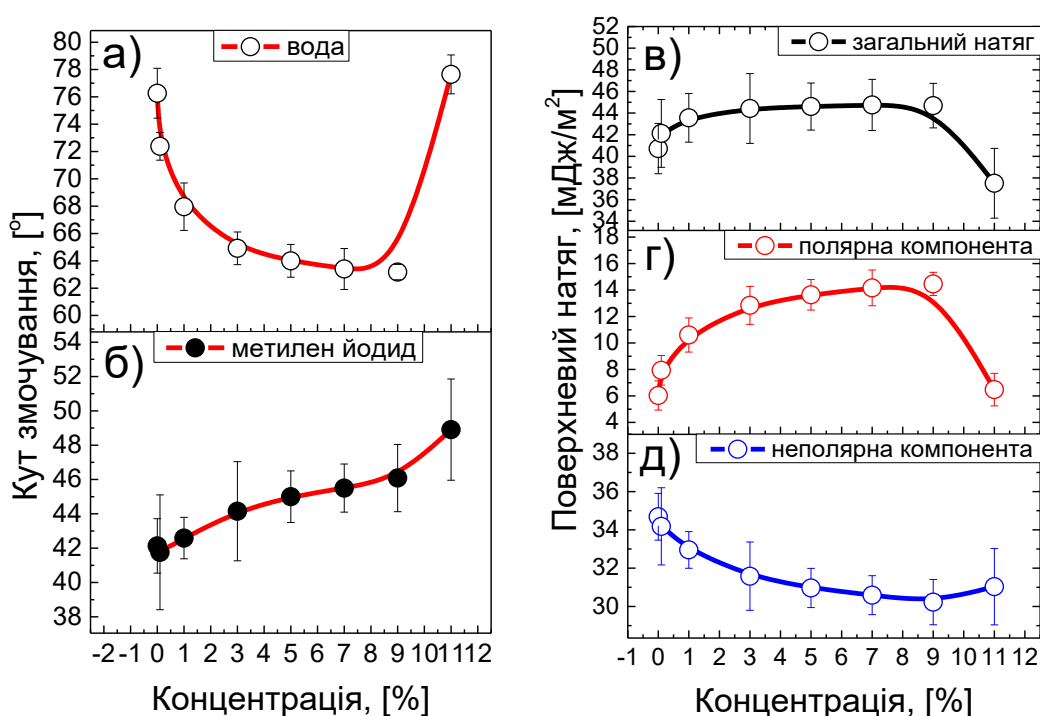 а)
вода
80
78
76
74
72
70
68
66
64
62
60
б)
метилен йодид
54
52
50
48
46
44
42
40
38
Кут змочування, [°]
-2 -1 0 1 2 3 4 5 6 7 8 9 10 11 12
Концентрація, [%]
в)
загальний натяг
52
50
48
46
44
42
40
38
36
34
г)
полярна компонента
18
16
14
12
10
8
6
4
д)
неполярна компонента
36
34
32
30
Поверхневий натяг, [мДж/м²]
-1 0 1 2 3 4 5 6 7 8 9 10 11 12
Концентрація, [%]